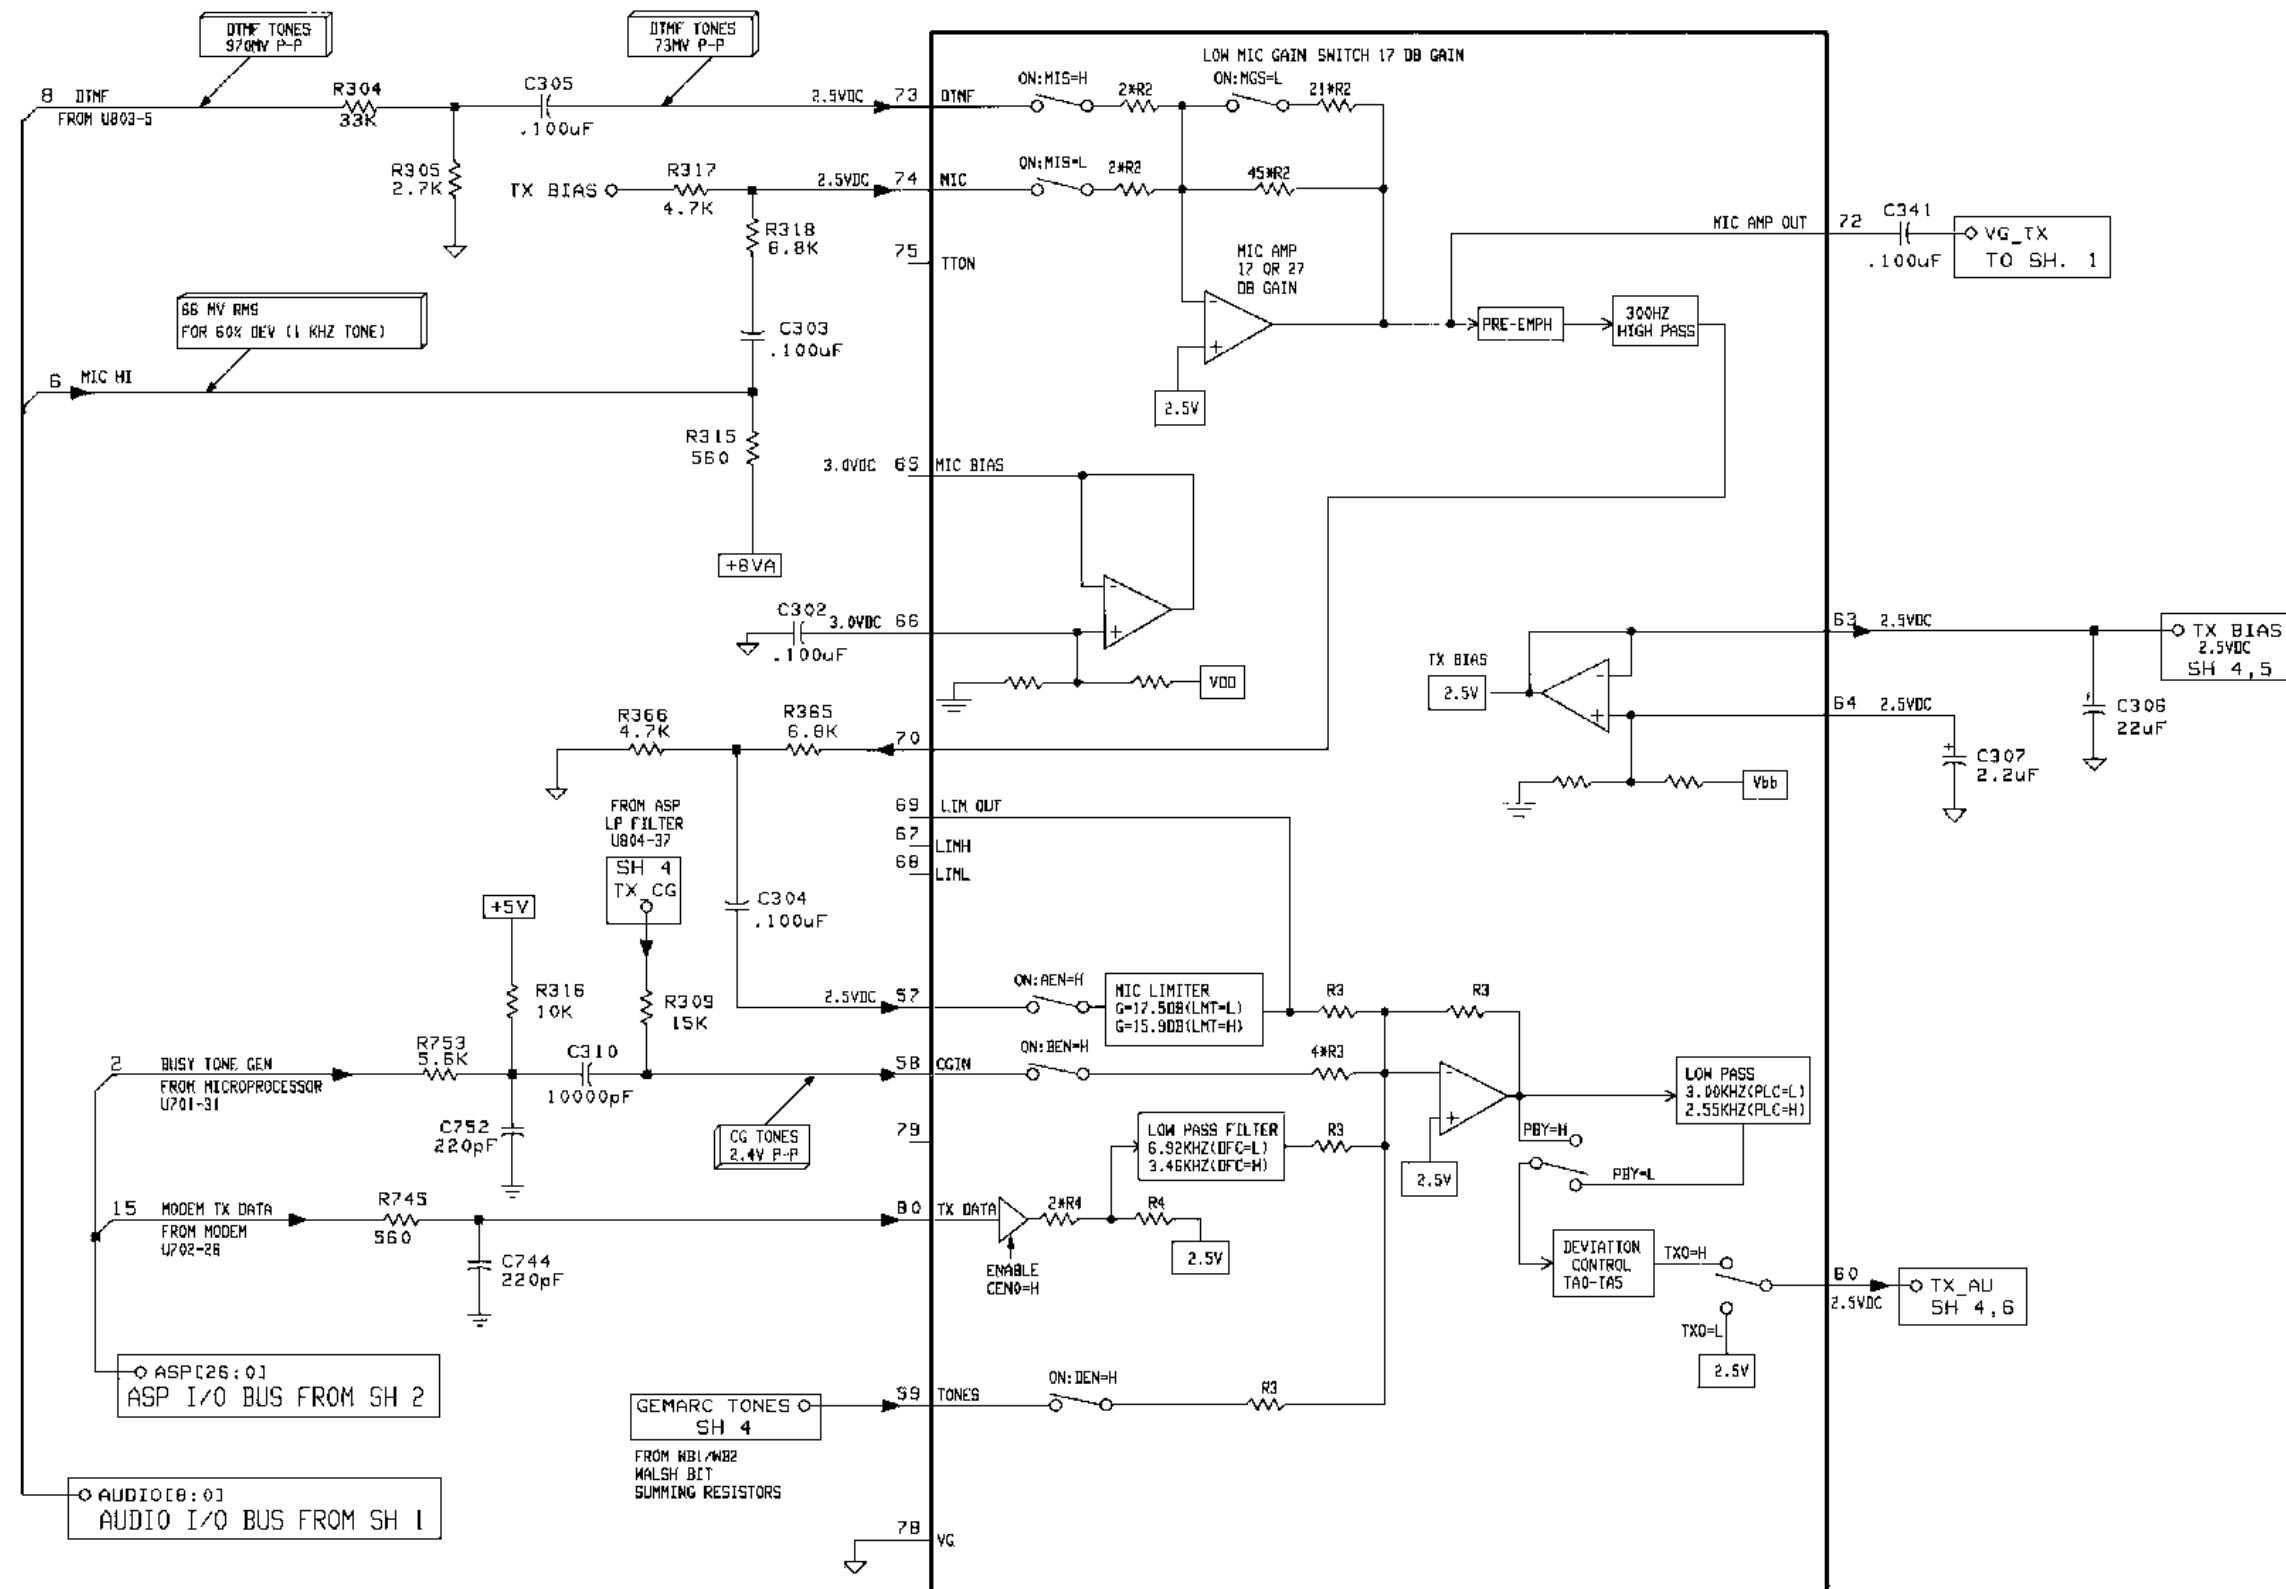 DTMF TONES
970MV P-P
DTMF TONES
73MV P-P
LOW MIC GAIN SWITCH 17 DB GAIN
8 DTMF
FROM U803-5
R304
33K
C305
.100uF
2.5VDC
73
DTMF
ON:MIS=H
2*R2
ON:MGS=L
21*R2
R305
2.7K
TX BIAS
R317
4.7K
2.5VDC
74
MIC
ON:MIS=L
2*R2
45*R2
R318
6.8K
75
TTON
MIC AMP
17 OR 27
DB GAIN
-
+
2.5V
MIC AMP OUT
72
C341
.100uF
VG_TX
TO SH. 1
PRE-EMPH
300HZ
HIGH PASS
66 MV RMS
FOR 60% DEV (1 KHZ TONE)
C303
.100uF
6 MIC HI
R315
560
+8VA
3.0VDC
65
MIC BIAS
-
+
C302
.100uF
3.0VDC
66
VDD
TX BIAS
2.5V
-
+
63
2.5VDC
TX BIAS
2.5VDC
SH 4,5
64
2.5VDC
C306
22uF
+
C307
2.2uF
Vbb
R366
4.7K
R365
6.8K
70
FROM ASP
LP FILTER
U804-37
SH 4
TX_CG
69
LIM OUT
67
LIMH
68
LIML
C304
.100uF
+5V
R316
10K
R309
15K
2.5VDC
57
ON:AEN=H
MIC LIMITER
G=17.5DB(LMT=L)
G=15.9DB(LMT=H)
R3
R3
2
BUSY TONE GEN
FROM MICROPROCESSOR
U701-31
R753
5.6K
C310
10000pF
58
CGIN
ON:BEN=H
4*R3
-
+
2.5V
LOW PASS
3.00KHZ(PLC=L)
2.55KHZ(PLC=H)
C752
220pF
CG TONES
2.4V P-P
79
LOW PASS FILTER
6.92KHZ(DFC=L)
3.46KHZ(DFC=H)
R3
PBY=H
PBY=L
15
MODEM TX DATA
FROM MODEM
U702-26
R745
560
C744
220pF
80
TX DATA
2*R4
R4
2.5V
ENABLE
CEN0=H
DEVIATION
CONTROL
TA0-TA5
TXO=H
TXO=L
2.5V
60
2.5VDC
TX_AU
SH 4,6
ASP[26:0]
ASP I/O BUS FROM SH 2
GEMARC TONES
SH 4
FROM WB1/WB2
WALSH BIT
SUMMING RESISTORS
59
TONES
ON:DEN=H
R3
AUDIO[8:0]
AUDIO I/O BUS FROM SH 1
78
VG